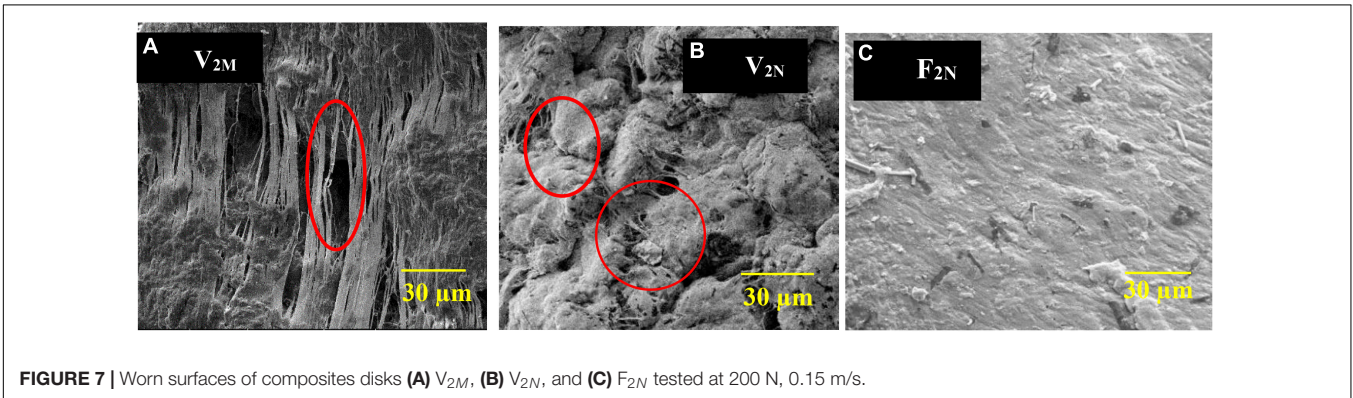 A
V2M
30 µm
B
V2N
30 µm
C
F2N
30 µm
FIGURE 7 | Worn surfaces of composites disks (A) V2M, (B) V2N, and (C) F2N tested at 200 N, 0.15 m/s.